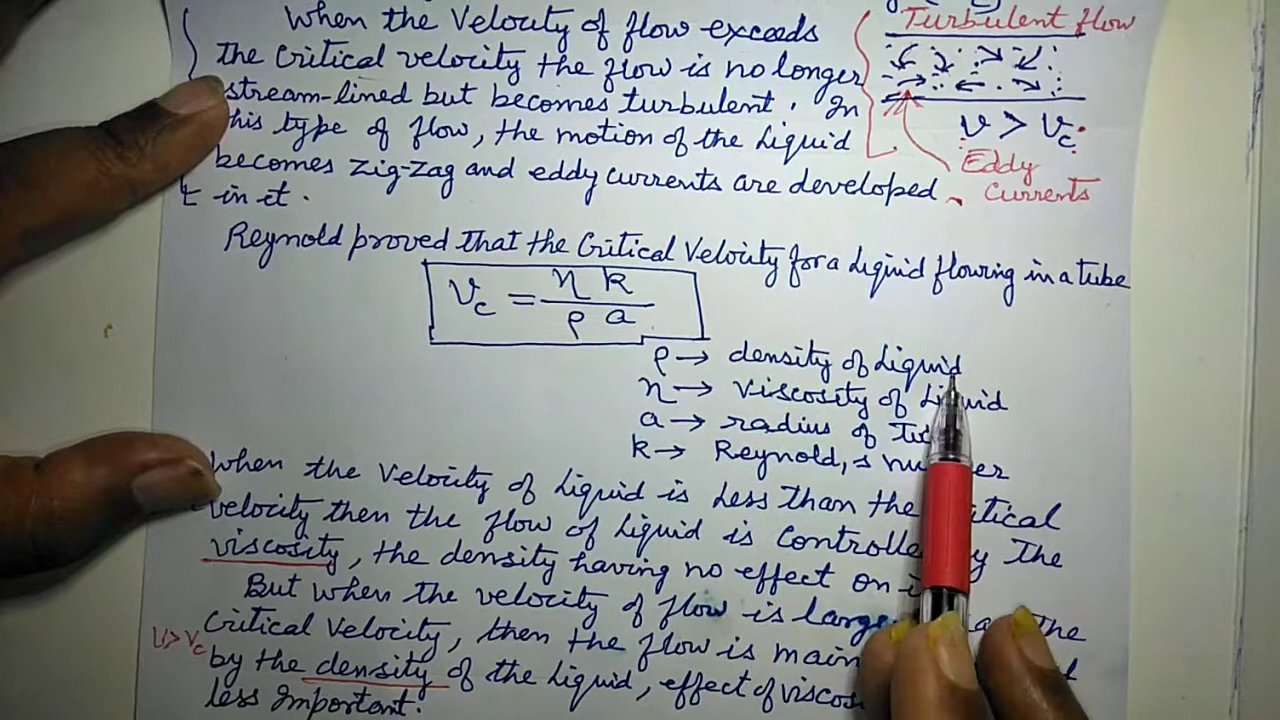 When the Velocity of flow exceeds
the Critical velocity the flow is no longer
stream-lined but becomes turbulent. In
this type of flow, the motion of the Liquid
becomes zig-zag and eddy currents are developed
in et.
Turbulent flow
v > vc.
Eddy
Currents
Reynold proved that the Critical Velocity for a Liquid flowing in a tube
vc = η k / ρ a
ρ → density of Liquid
η → Viscosity of Liquid
a → radius of
k → Reynold,s
When the Velocity of Liquid is Less than the
velocity then the flow of Liquid is The
viscosity, the density having no effect on
But when the velocity of flow is the
v > vc
Critical Velocity, then the flow is
by the density of the Liquid, effect of
less Important.